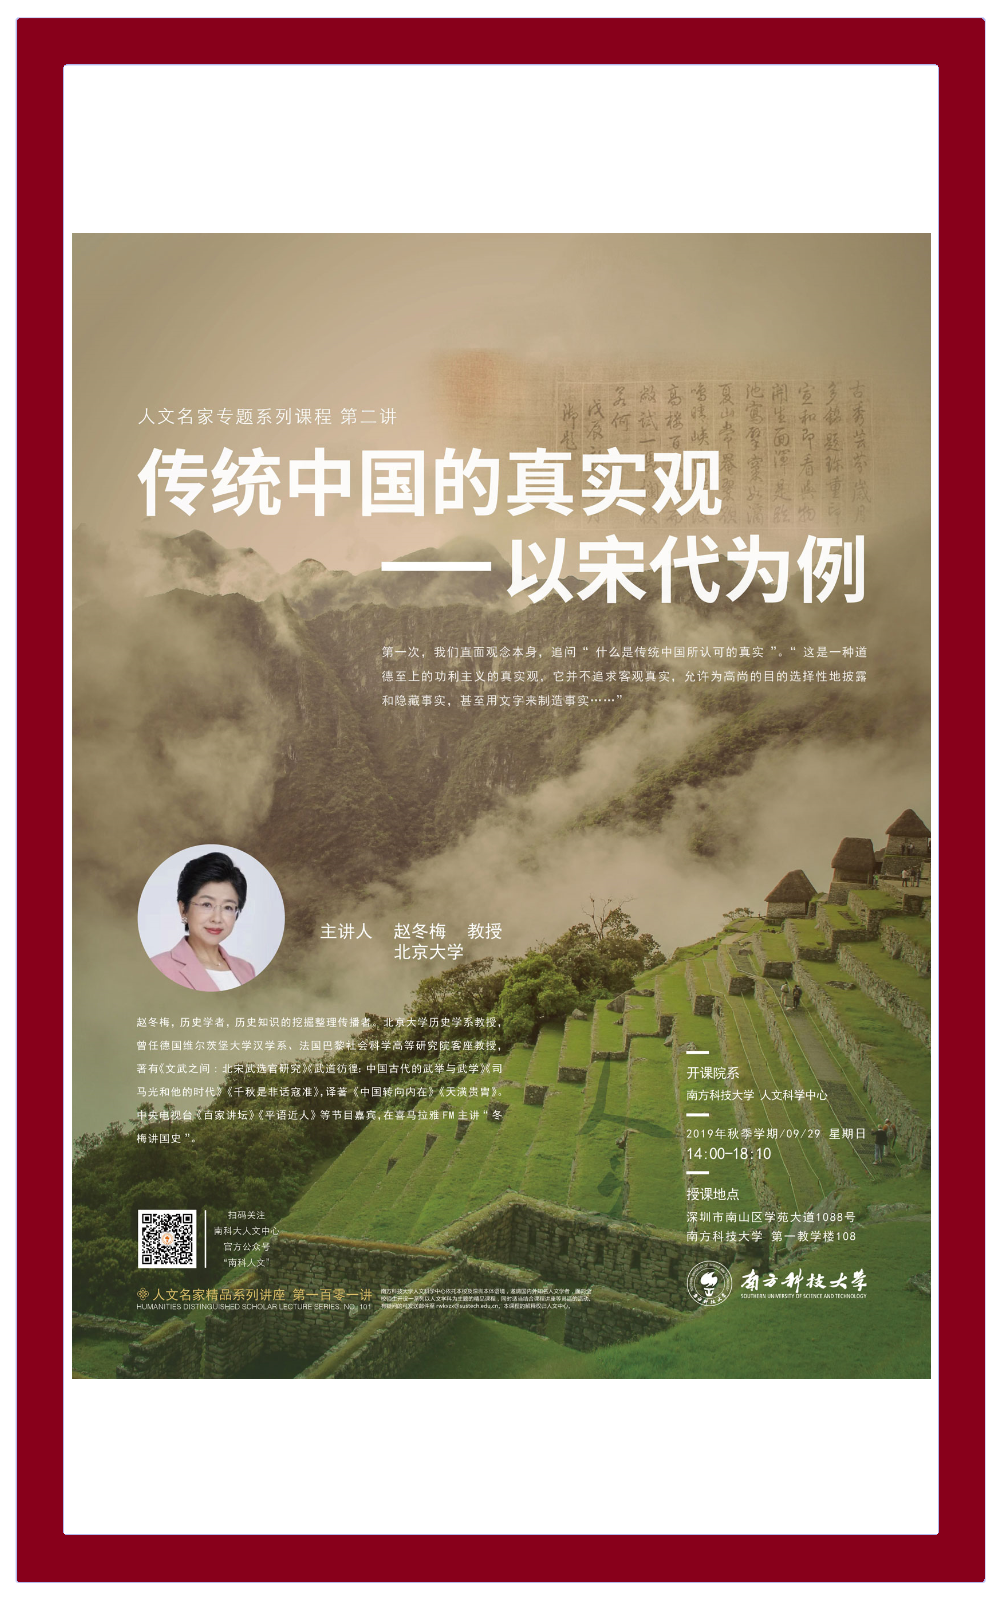 人文名家专题系列课程 第二讲
传统中国的真实观
——以宋代为例
第一次，我们直面观念本身，追问“什么是传统中国所认可的真实”。“这是一种道
德至上的功利主义的真实观，它并不追求客观真实，允许为高尚的目的选择性地披露
和隐藏事实，甚至用文字来制造事实……”
主讲人 赵冬梅 教授
北京大学
赵冬梅，历史学者，历史知识的挖掘整理传播者。北京大学历史学系教授，
曾任德国维尔茨堡大学汉学系、法国巴黎社会科学高等研究院客座教授，
著有《文武之间：北宋武选官研究》《武道彷徨：中国古代的武举与武学》《司
马光和他的时代》《千秋是非话寇准》，译著《中国转向内在》《天潢贵胄》。
中央电视台《百家讲坛》《平语近人》等节目嘉宾，在喜马拉雅FM主讲“冬
梅讲国史”。
开课院系
南方科技大学 人文科学中心
2019年秋季学期/09/29 星期日
14:00-18:10
授课地点
深圳市南山区学苑大道1088号
南方科技大学 第一教学楼108
扫码关注
南科大人文中心
官方公众号
“南科人文”
人文名家精品系列讲座 第一百零一讲
HUMANITIES DISTINGUISHED SCHOLAR LECTURE SERIES. NO. 101
南方科技大学
SOUTHERN UNIVERSITY OF SCIENCE AND TECHNOLOGY